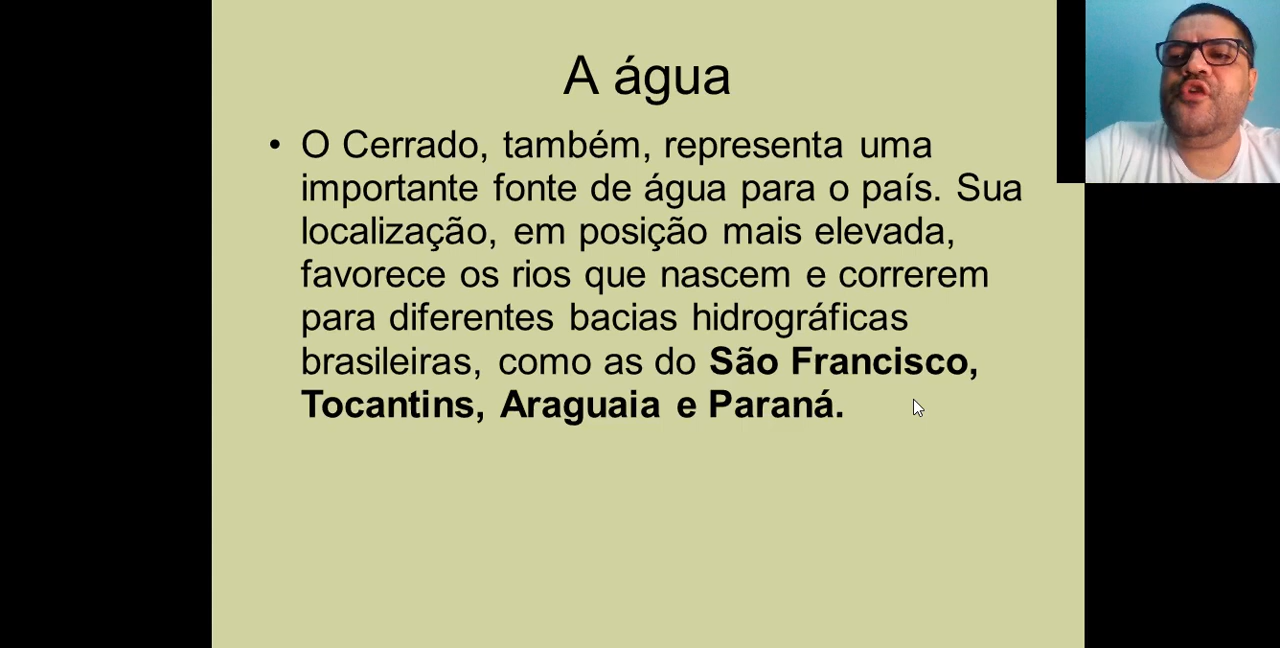 A água
• O Cerrado, também, representa uma
importante fonte de água para o país. Sua
localização, em posição mais elevada,
favorece os rios que nascem e correrem
para diferentes bacias hidrográficas
brasileiras, como as do São Francisco,
Tocantins, Araguaia e Paraná.